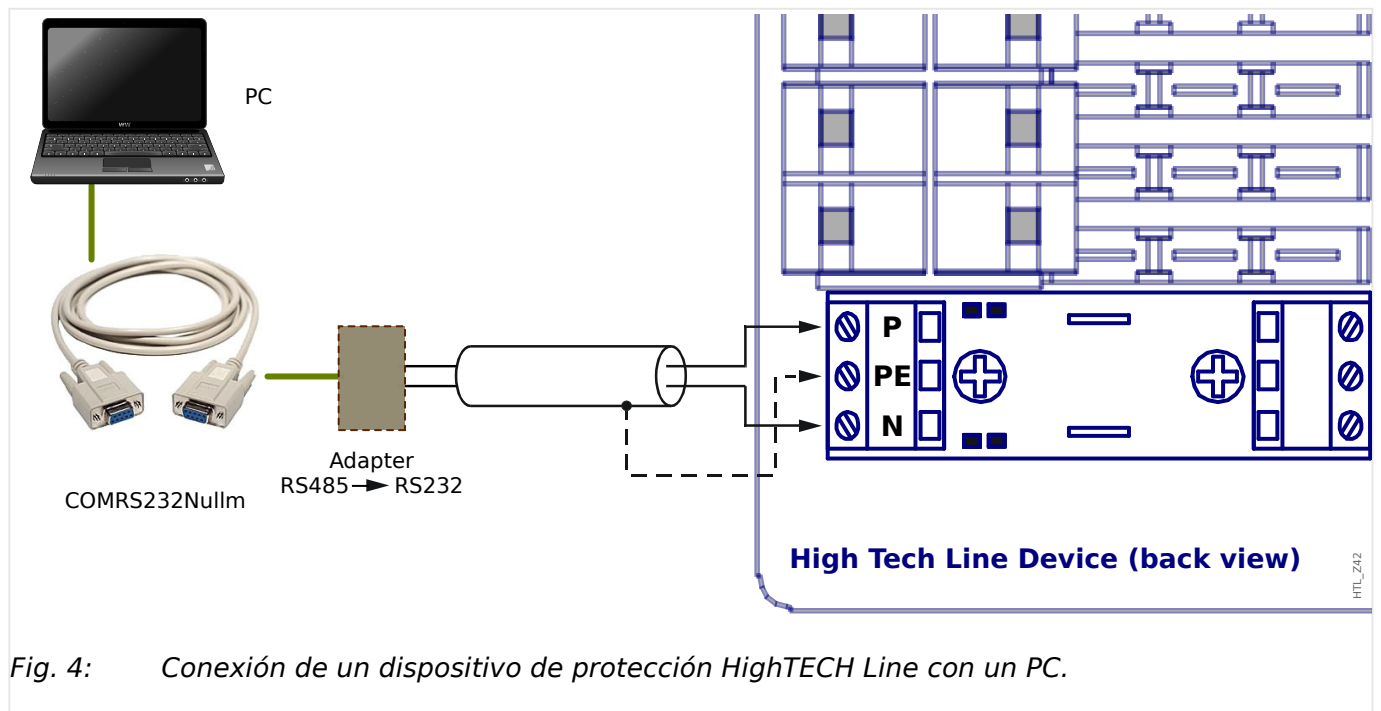 PC
COMRS232Nullm
Adapter
RS485 RS232
P
PE
N
High Tech Line Device (back view)
HTL_Z42
Fig. 4: Conexión de un dispositivo de protección HighTECH Line con un PC.